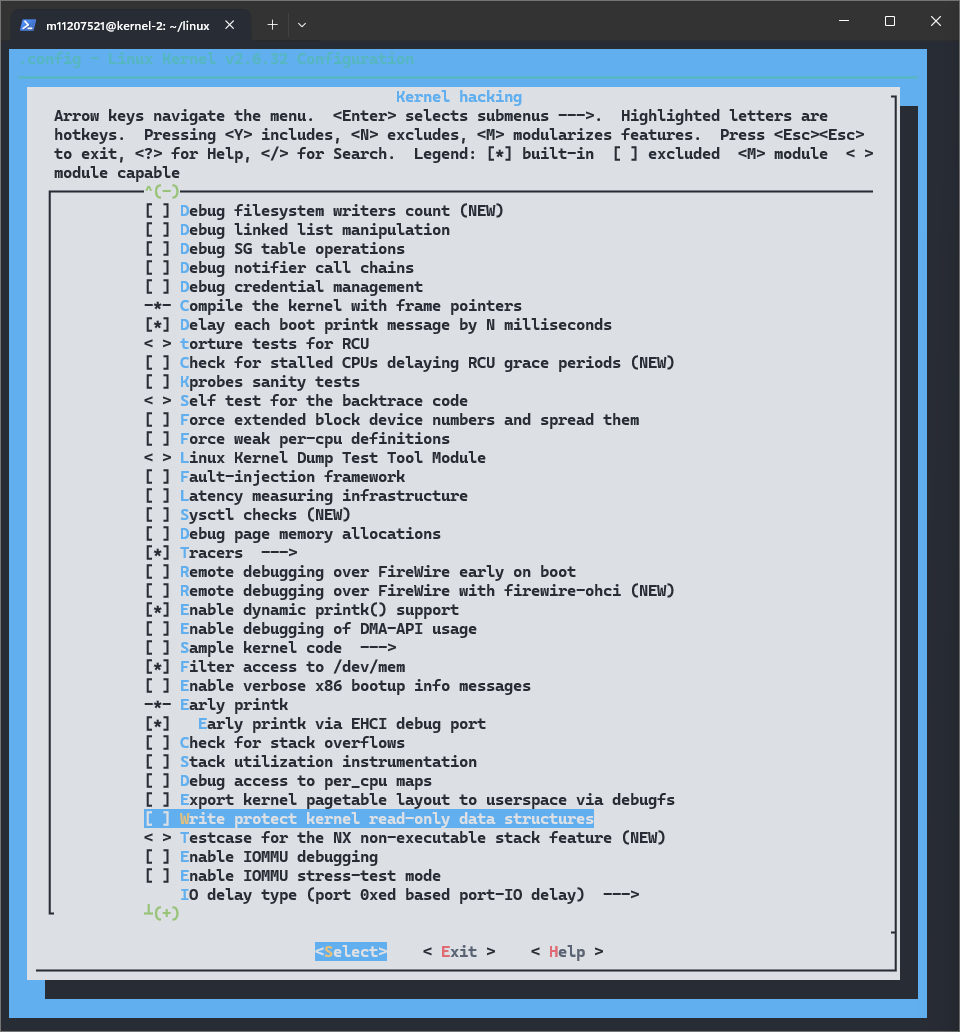 m11207521@kernel-2: ~/linux
.config - Linux Kernel v2.6.32 Configuration
Kernel hacking
Arrow keys navigate the menu.  <Enter> selects submenus --->.  Highlighted letters are
hotkeys.  Pressing <Y> includes, <N> excludes, <M> modularizes features.  Press <Esc><Esc>
to exit, <?> for Help, </> for Search.  Legend: [*] built-in  [ ] excluded  <M> module  < >
module capable
^(-)
[ ] Debug filesystem writers count (NEW)
[ ] Debug linked list manipulation
[ ] Debug SG table operations
[ ] Debug notifier call chains
[ ] Debug credential management
-*- Compile the kernel with frame pointers
[*] Delay each boot printk message by N milliseconds
< > torture tests for RCU
[ ] Check for stalled CPUs delaying RCU grace periods (NEW)
[ ] Kprobes sanity tests
< > Self test for the backtrace code
[ ] Force extended block device numbers and spread them
[ ] Force weak per-cpu definitions
< > Linux Kernel Dump Test Tool Module
[ ] Fault-injection framework
[ ] Latency measuring infrastructure
[ ] Sysctl checks (NEW)
[ ] Debug page memory allocations
[*] Tracers  --->
[ ] Remote debugging over FireWire early on boot
[ ] Remote debugging over FireWire with firewire-ohci (NEW)
[*] Enable dynamic printk() support
[ ] Enable debugging of DMA-API usage
[ ] Sample kernel code  --->
[*] Filter access to /dev/mem
[ ] Enable verbose x86 bootup info messages
-*- Early printk
[*]   Early printk via EHCI debug port
[ ] Check for stack overflows
[ ] Stack utilization instrumentation
[ ] Debug access to per_cpu maps
[ ] Export kernel pagetable layout to userspace via debugfs
[ ] Write protect kernel read-only data structures
< > Testcase for the NX non-executable stack feature (NEW)
[ ] Enable IOMMU debugging
[ ] Enable IOMMU stress-test mode
IO delay type (port 0xed based port-IO delay)  --->
┴(+)
<Select>    < Exit >    < Help >